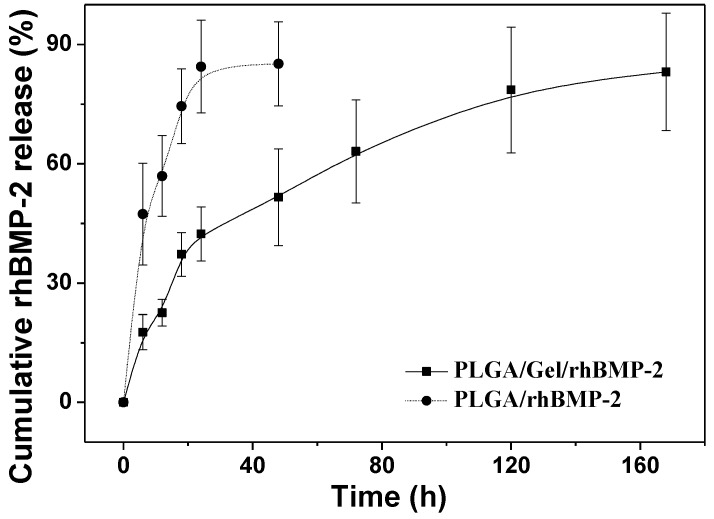 Cumulative rhBMP-2 release (%)
90
60
30
0
PLGA/Gel/rhBMP-2
PLGA/rhBMP-2
0 40 80 120 160
Time (h)